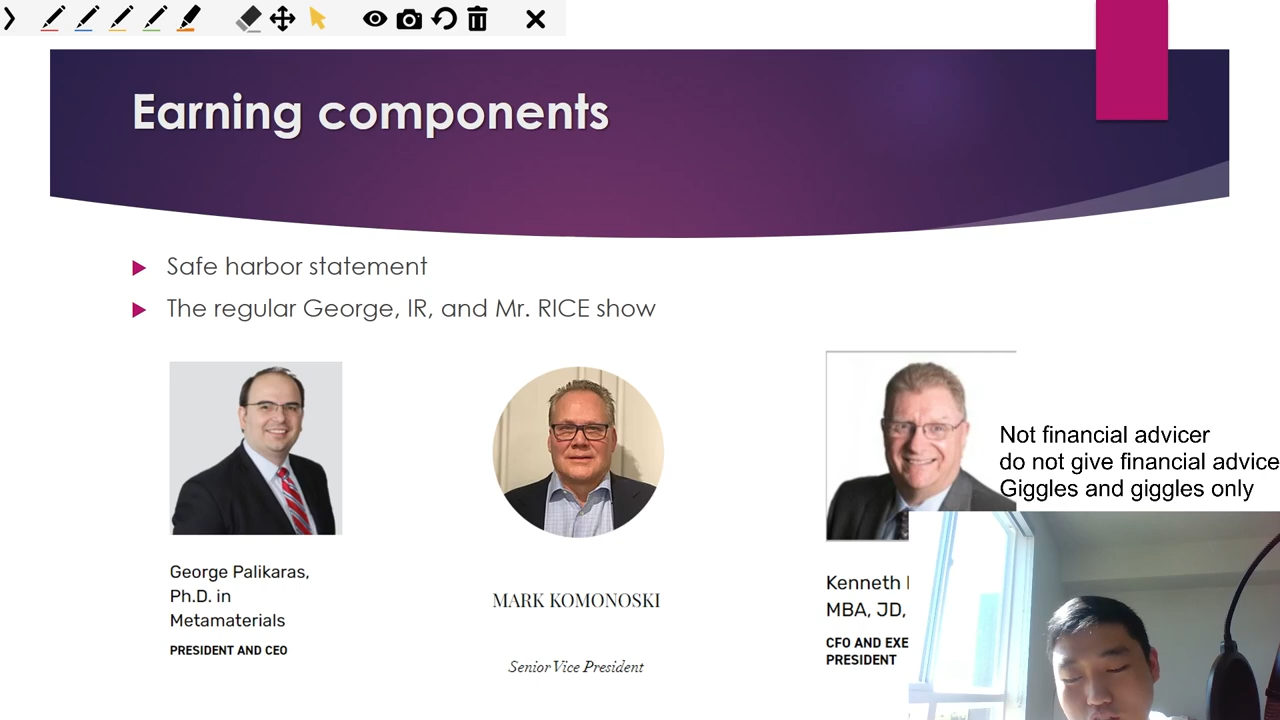 Earning components
Safe harbor statement
The regular George, IR, and Mr. RICE show
George Palikaras,
Ph.D. in
Metamaterials
PRESIDENT AND CEO
MARK KOMONOSKI
Senior Vice President
Kenneth
MBA, JD,
CFO AND EXE
PRESIDENT
Not financial advicer
do not give financial advice
Giggles and giggles only